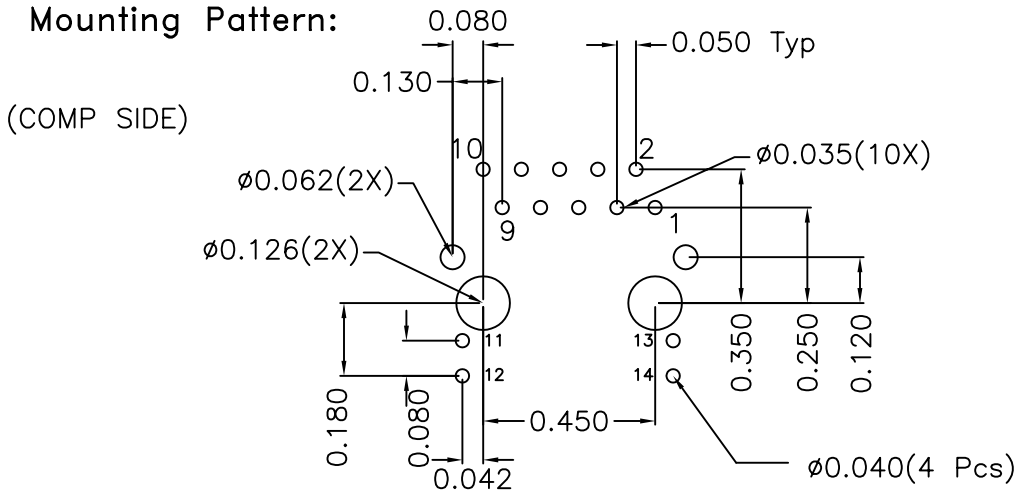 Mounting Pattern:
0.080
0.050 Typ
0.130
(COMP SIDE)
10
2
ø0.035(10X)
ø0.062(2X)
9
1
ø0.126(2X)
11
13
12
14
0.350
0.250
0.120
0.180
0.080
0.450
0.042
ø0.040(4 Pcs)